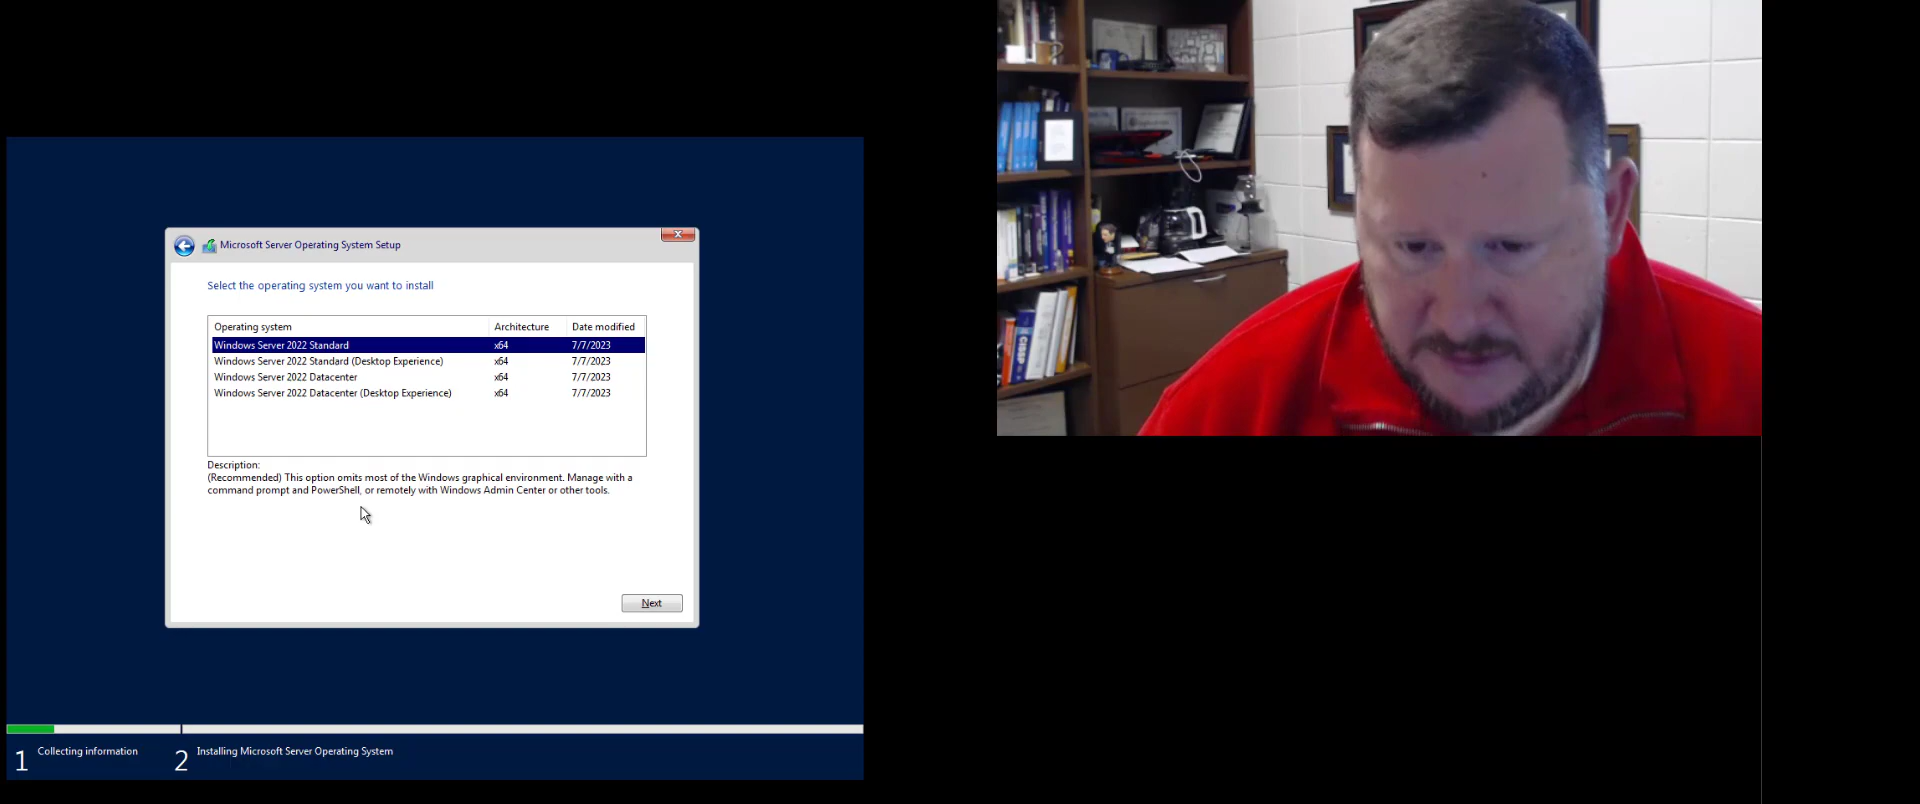 Microsoft Server Operating System Setup
Select the operating system you want to install
Operating system Architecture Date modified
Windows Server 2022 Standard x64 7/7/2023
Windows Server 2022 Standard (Desktop Experience) x64 7/7/2023
Windows Server 2022 Datacenter x64 7/7/2023
Windows Server 2022 Datacenter (Desktop Experience) x64 7/7/2023
Description:
(Recommended) This option omits most of the Windows graphical environment. Manage with a
command prompt and PowerShell, or remotely with Windows Admin Center or other tools.
Next
1 Collecting information 2 Installing Microsoft Server Operating System
CISSP